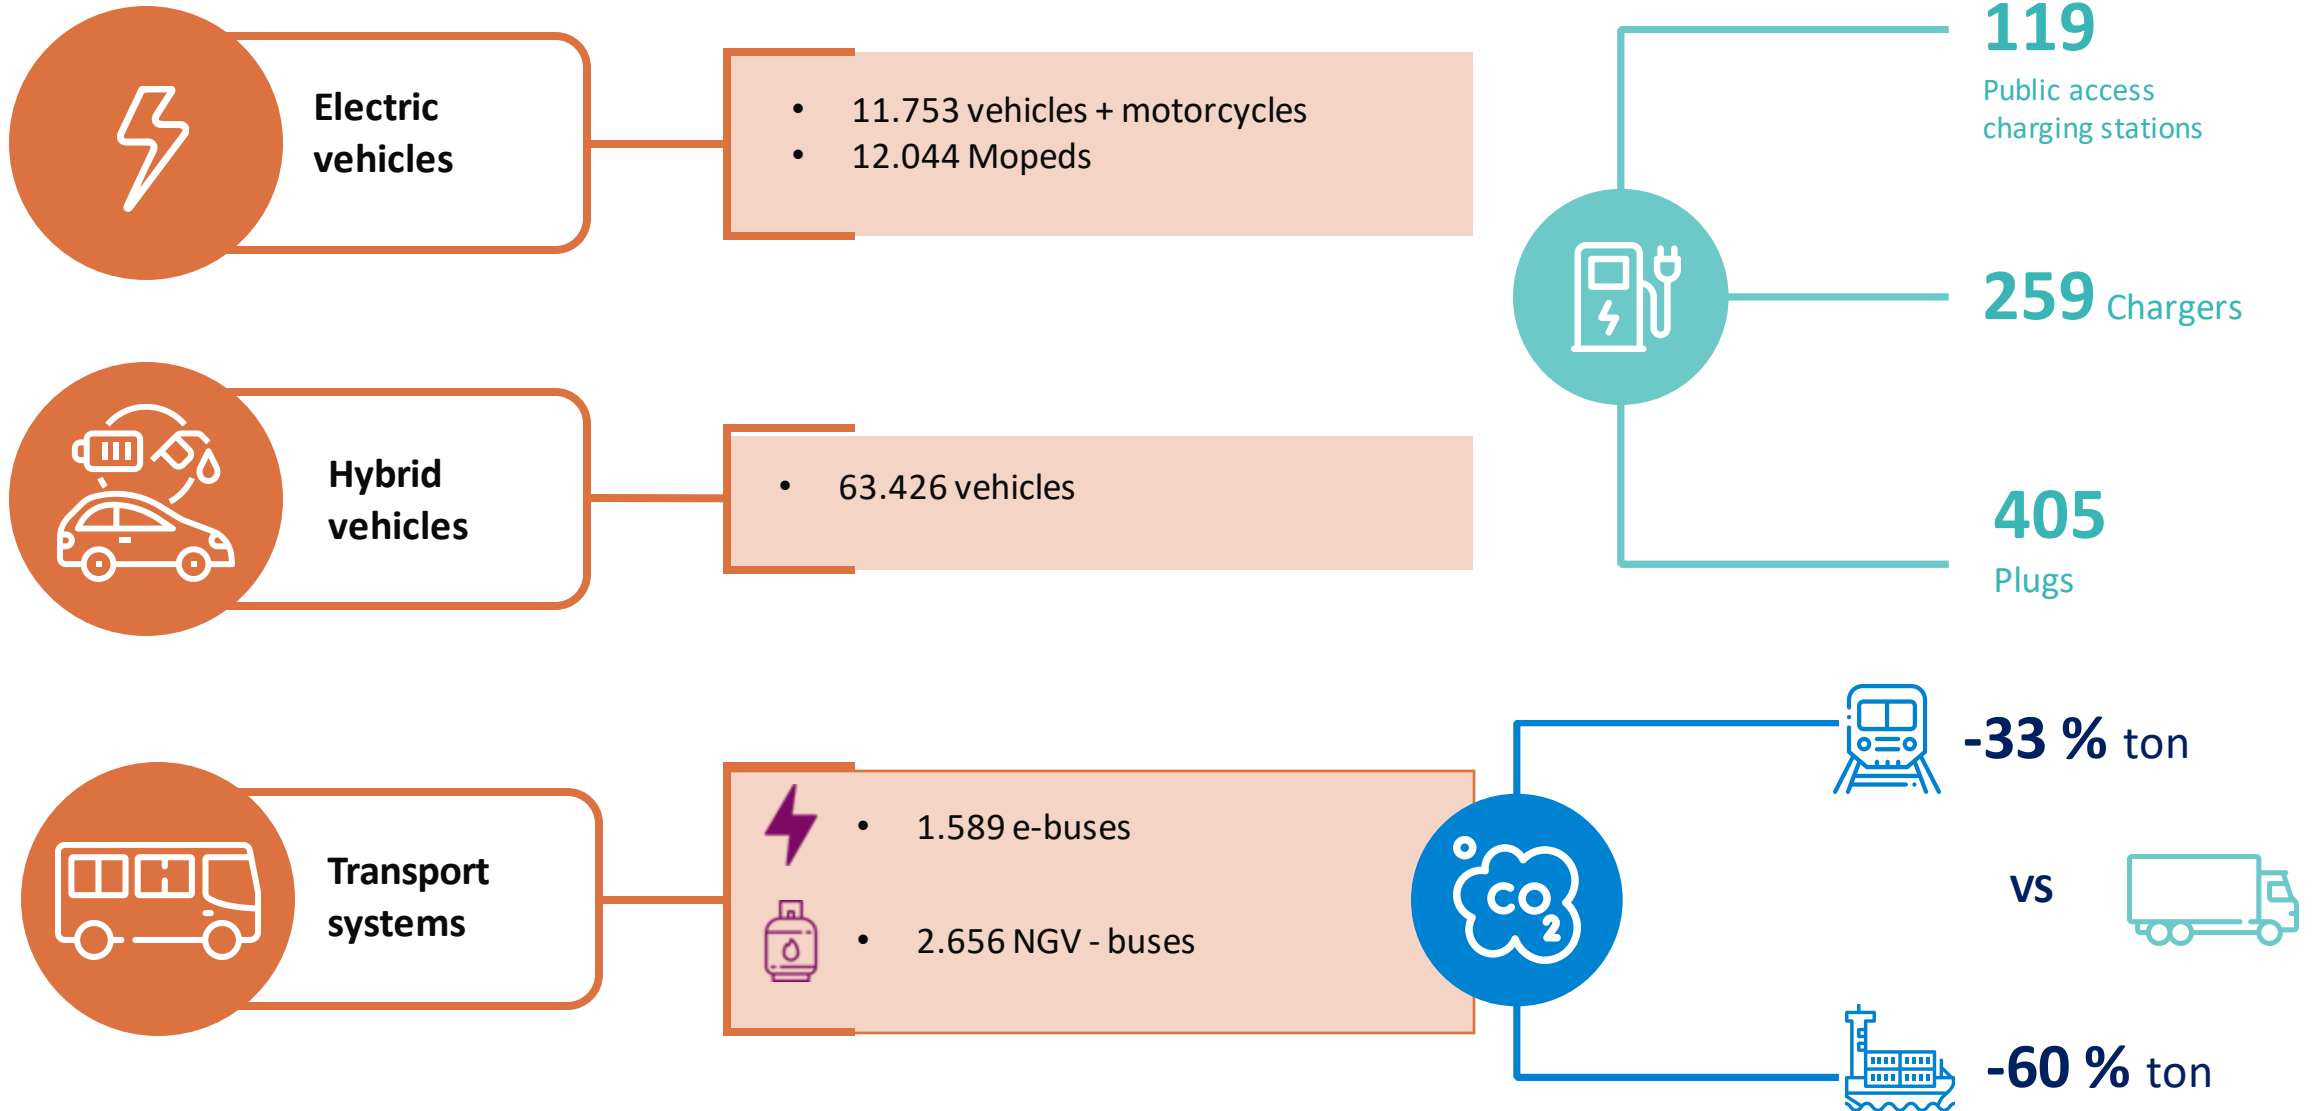 Electric
vehicles
• 11.753 vehicles + motorcycles
• 12.044 Mopeds
119
Public access
charging stations
259 Chargers
405
Plugs
Hybrid
vehicles
• 63.426 vehicles
Transport
systems
• 1.589 e-buses
• 2.656 NGV - buses
CO2
-33 % ton
VS
-60 % ton